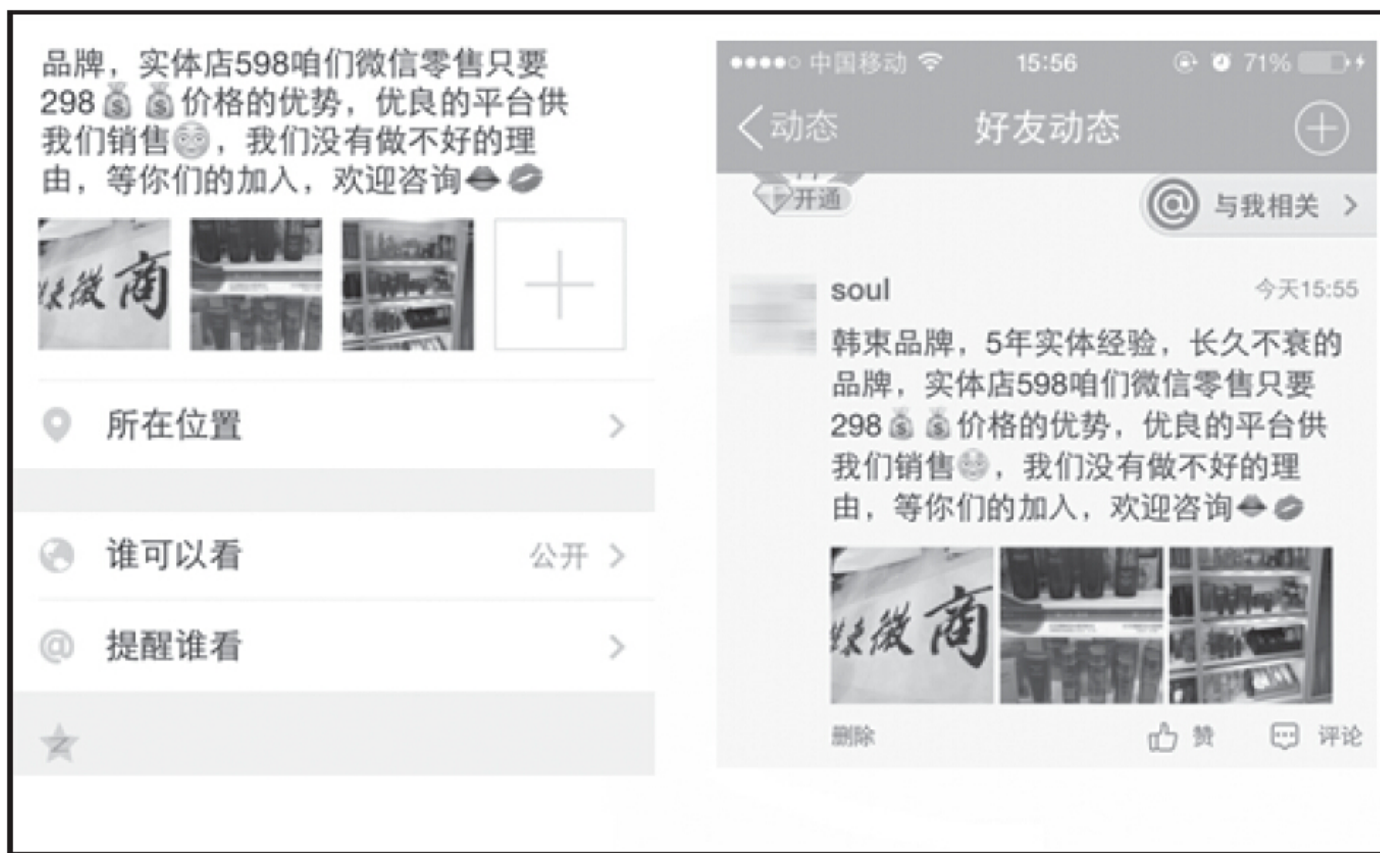 品牌，实体店598咱们微信零售只要
298价格的优势，优良的平台供
我们销售，我们没有做不好的理
由，等你们的加入，欢迎咨询
微商
所在位置
谁可以看
公开
@ 提醒谁看
中国移动
15:56
71%
动态
好友动态
开通
@ 与我相关
soul
今天15:55
韩束品牌，5年实体经验，长久不衰的
品牌，实体店598咱们微信零售只要
298价格的优势，优良的平台供
我们销售，我们没有做不好的理
由，等你们的加入，欢迎咨询
微商
删除
赞
评论